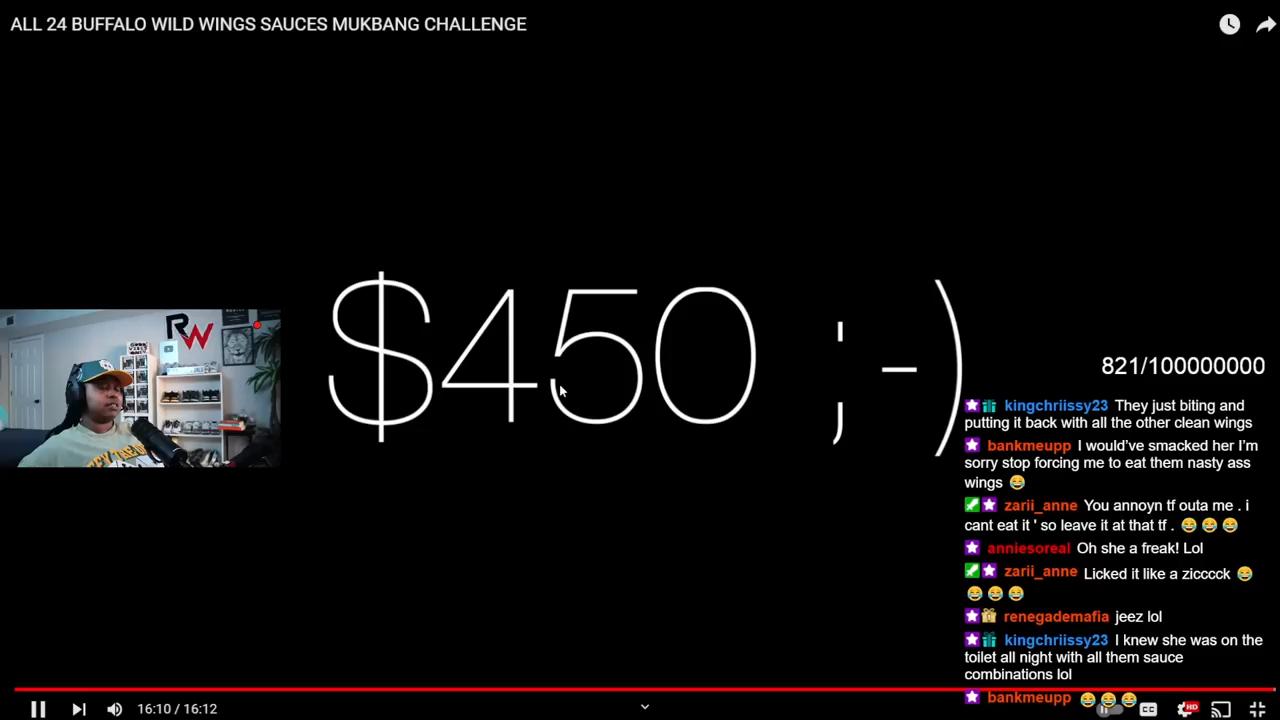 ALL 24 BUFFALO WILD WINGS SAUCES MUKBANG CHALLENGE
$450 ;-)
RW
821/100000000
kingchriissy23 They just biting and
putting it back with all the other clean wings
bankmeupp I would've smacked her I'm
sorry stop forcing me to eat them nasty ass
wings 😂
zarii_anne You annoyn tf outa me . i
cant eat it ' so leave it at that tf . 😂 😂 😂
anniesoreal Oh she a freak! Lol
zarii_anne Licked it like a zicccck 😂
😂 😂 😂
renegademafia jeez lol
kingchriissy23 I knew she was on the
toilet all night with all them sauce
combinations lol
bankmeupp 😂 😂 😂
16:10 / 16:12
CC
HD